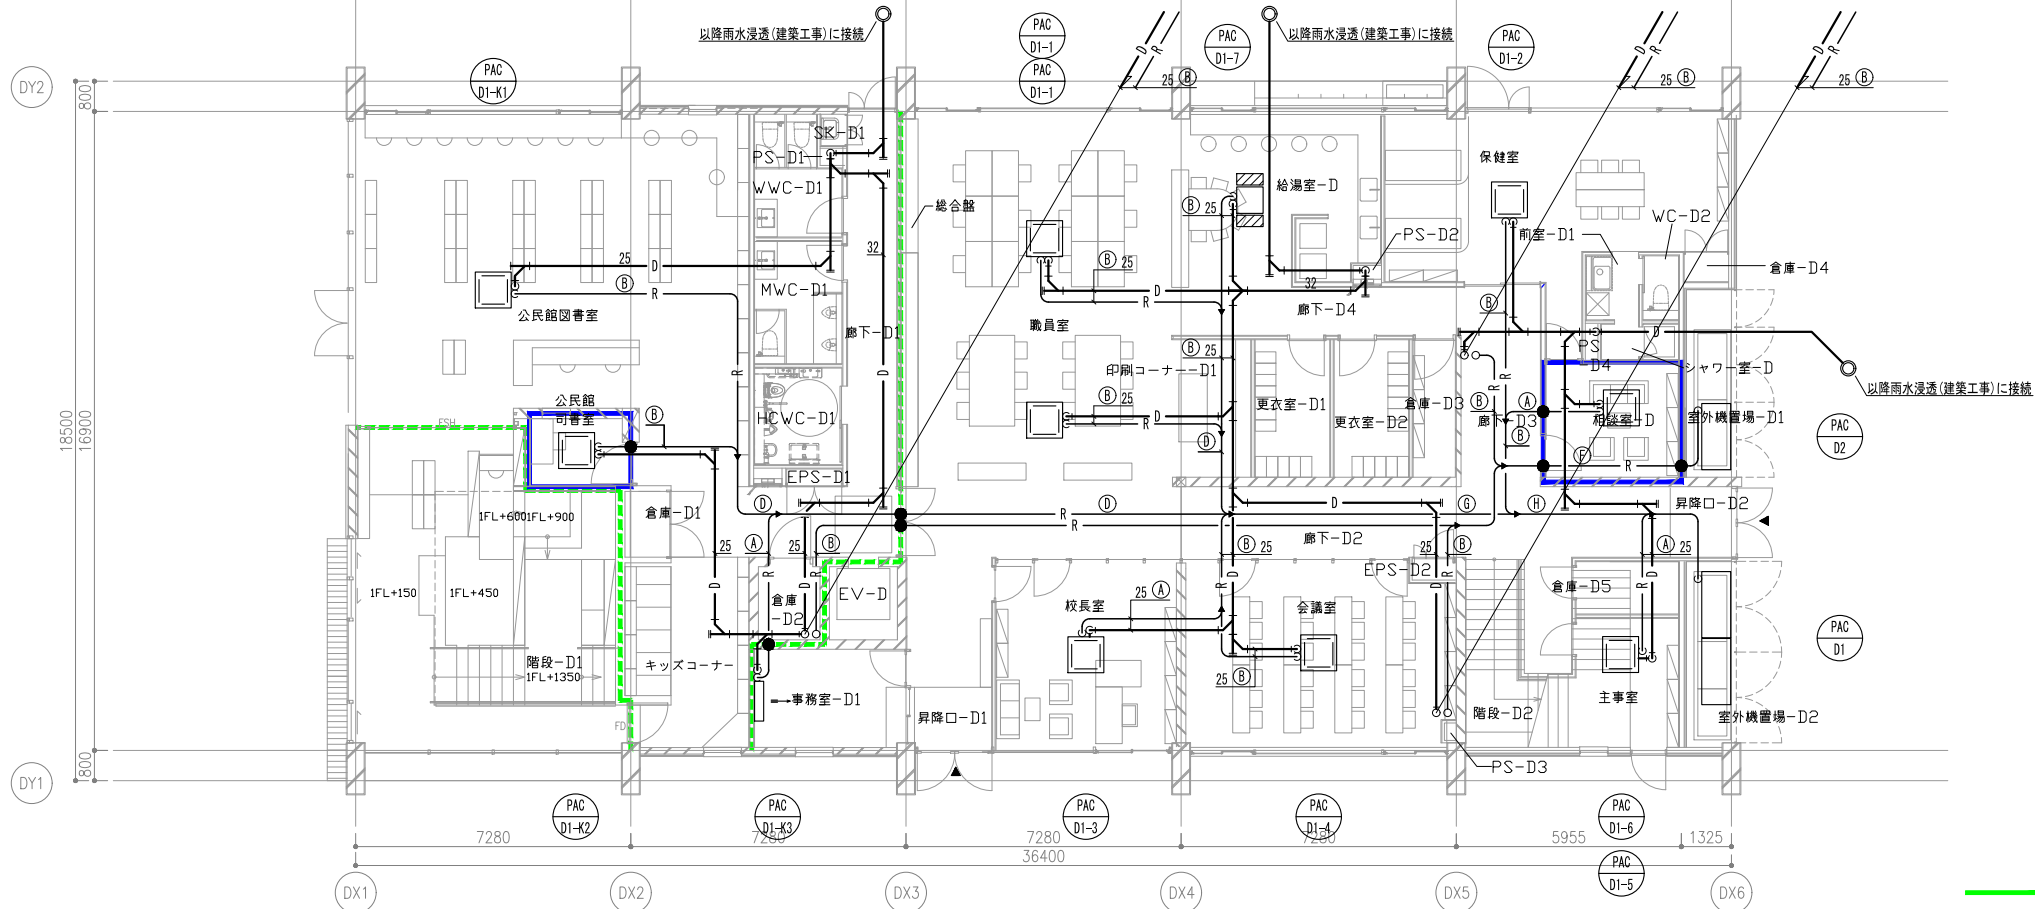 以降雨水浸透(建築工事)に接続
PAC
D1-1
PAC
D1-7
以降雨水浸透(建築工事)に接続
PAC
D1-2
D
R
D
R
D
R
DY2
800
PAC
D1-K1
PAC
D1-1
25 B
25 B
25 B
SK-D1
PS-D1
WWC-D1
給湯室-D
保健室
総合盤
B 25
WC-D2
前室-D1
PS-D2
32
25
D
B
R
MWC-D1
公民館図書室
B 25
D
R
32
倉庫-D4
廊下-D1
職員室
廊下-D4
B
D
PS
D4
シャワー室-D
B 25
印刷コーナー-D1
R
D
R
R
以降雨水浸透(建築工事)に接続
公民館
司書室
B
FSH
HCWC-D1
B 25
D
R
更衣室-D1
更衣室-D2
倉庫-D3
B
A
廊下-D3
相談室-D
室外機置場-D1
PAC
D2
18500
16900
D
B
F
R
EPS-D1
倉庫-D1
D
D
D
G
H
昇降口-D2
1FL+600
1FL+900
R
R
25
A
25
B
B 25
廊下-D2
25
B
A 25
EPS-D2
1FL+150
1FL+450
D
R
R
倉庫
-D2
EV-D
25 A
校長室
R
D
会議室
D
R
倉庫-D5
R
D
PAC
D1
階段-D1
1FL+1350
キッズコーナー
事務室-D1
25 B
主事室
昇降口-D1
階段-D2
室外機置場-D2
FD
PS-D3
800
DY1
PAC
D1-K2
PAC
D1-K3
PAC
D1-3
PAC
D1-4
PAC
D1-6
7280
7280
7280
7280
5955
1325
36400
PAC
D1-5
DX1
DX2
DX3
DX4
DX5
DX6